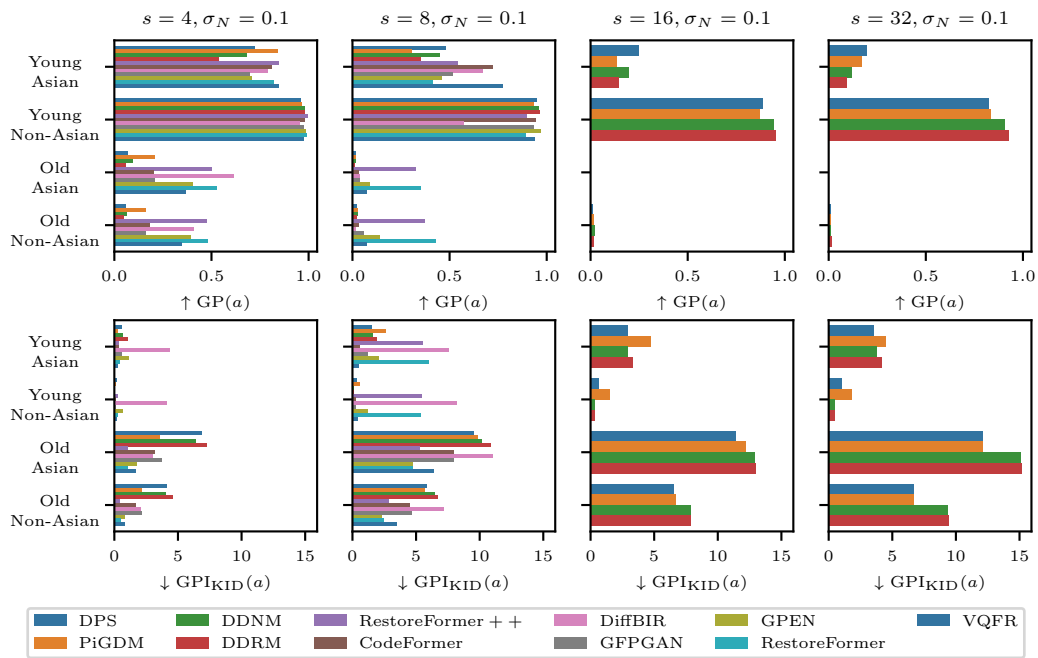 s = 4, σ_N = 0.1
s = 8, σ_N = 0.1
s = 16, σ_N = 0.1
s = 32, σ_N = 0.1
Young
Asian
Young
Non-Asian
Old
Asian
Old
Non-Asian
0.0 0.5 1.0
0.0 0.5 1.0
0.0 0.5 1.0
0.0 0.5 1.0
↑ GP(a)
↑ GP(a)
↑ GP(a)
↑ GP(a)
Young
Asian
Young
Non-Asian
Old
Asian
Old
Non-Asian
0 5 10 15
0 5 10 15
0 5 10 15
0 5 10 15
↓ GPI_KID(a)
↓ GPI_KID(a)
↓ GPI_KID(a)
↓ GPI_KID(a)
DPS DDNM RestoreFormer + + DiffBIR GPEN VQFR
PiGDM DDRM CodeFormer GFPGAN RestoreFormer